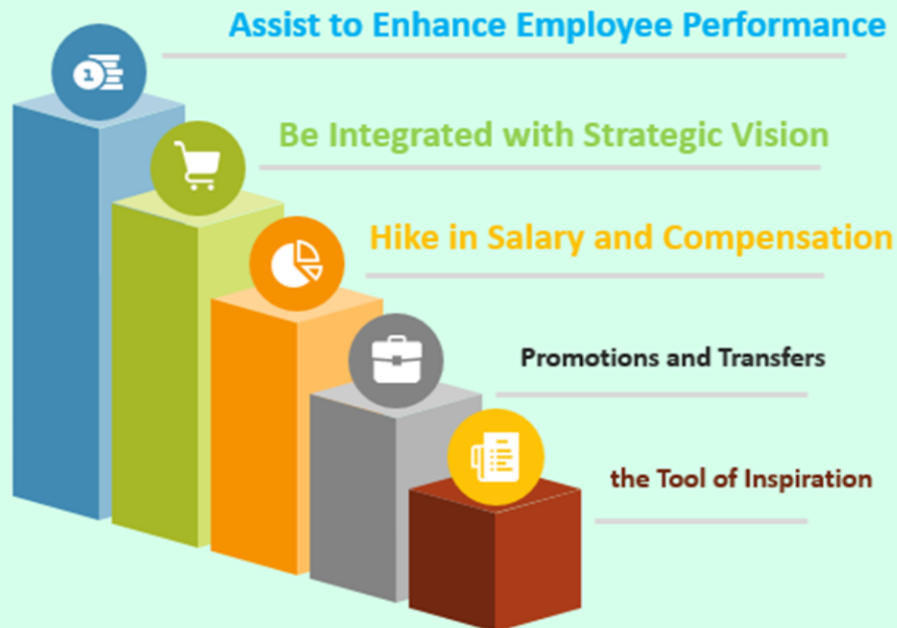 Assist to Enhance Employee Performance
1
Be Integrated with Strategic Vision
Hike in Salary and Compensation
Promotions and Transfers
the Tool of Inspiration